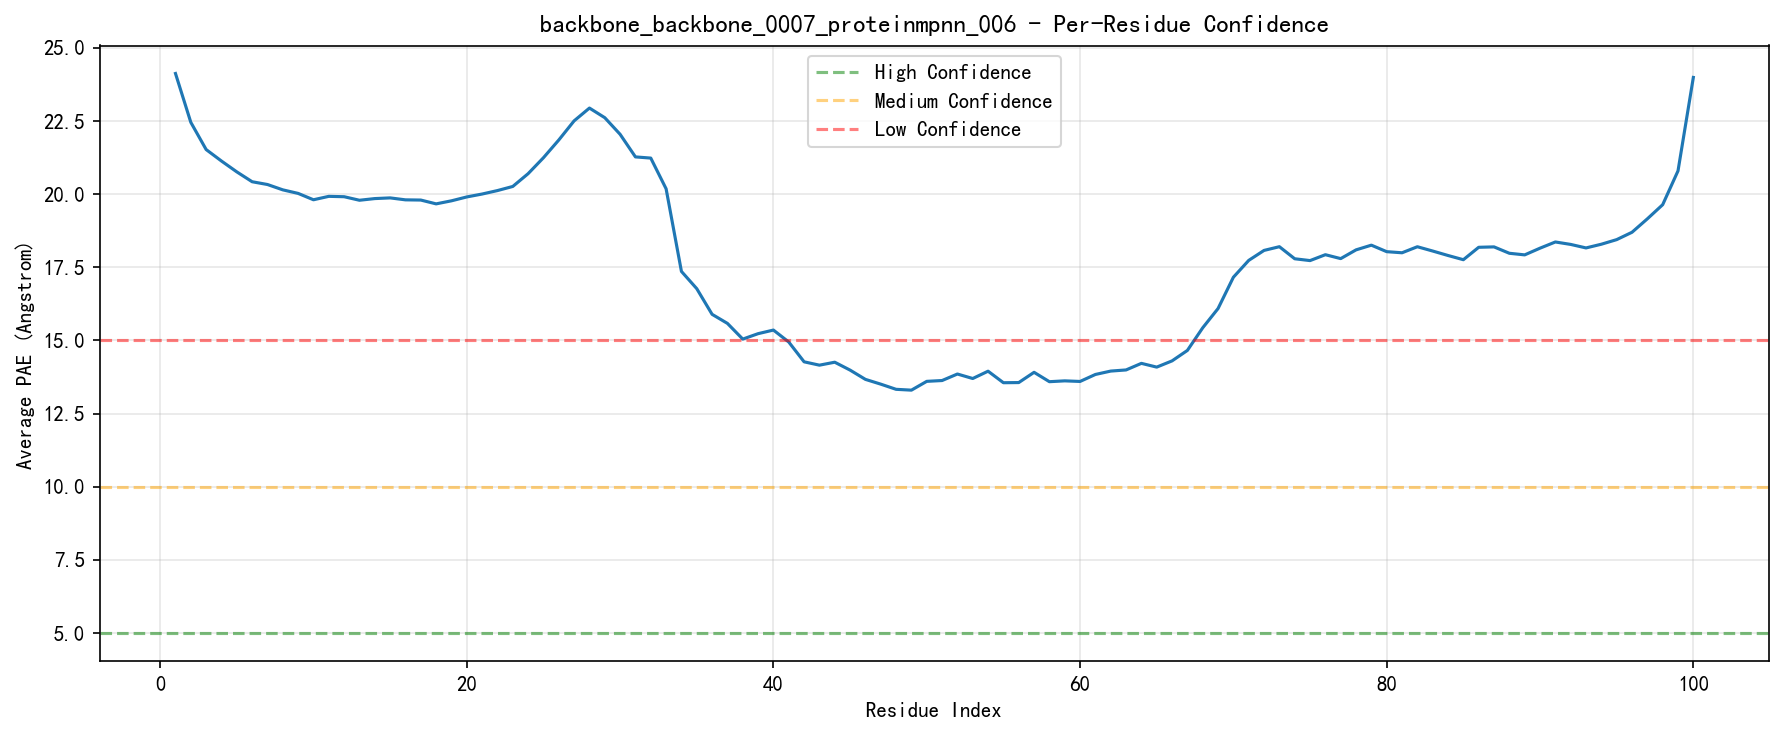 backbone_backbone_0007_proteinmpnn_006 - Per-Residue Confidence
High Confidence
Medium Confidence
Low Confidence
Average PAE (Angstrom)
25.0
22.5
20.0
17.5
15.0
12.5
10.0
7.5
5.0
0 20 40 60 80 100
Residue Index